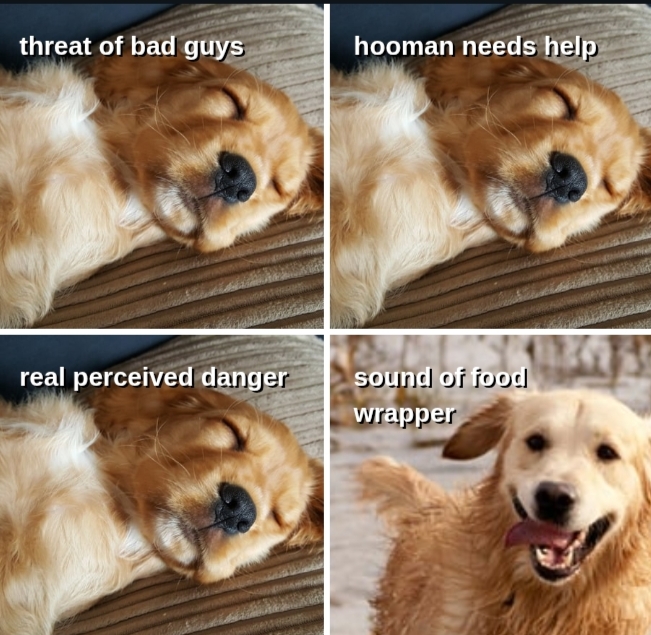 threat of bad guys
hooman needs help
real perceived danger
sound of food
wrapper